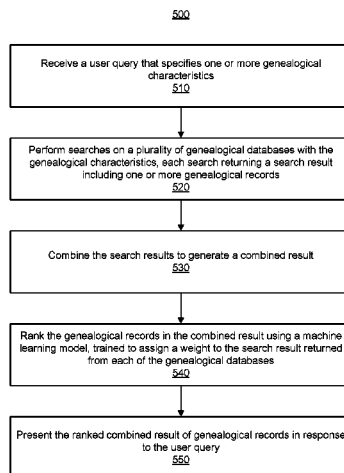 500
Receive a user query that specifies one or more genealogical
characteristics
510
Perform searches on a plurality of genealogical databases with the
genealogical characteristics, each search returning a search result
including one or more genealogical records
520
Combine the search results to generate a combined result
530
Rank the genealogical records in the combined result using a machine
learning model, trained to assign a weight to the search result returned
from each of the genealogical databases
540
Present the ranked combined result of genealogical records in response
to the user query
550